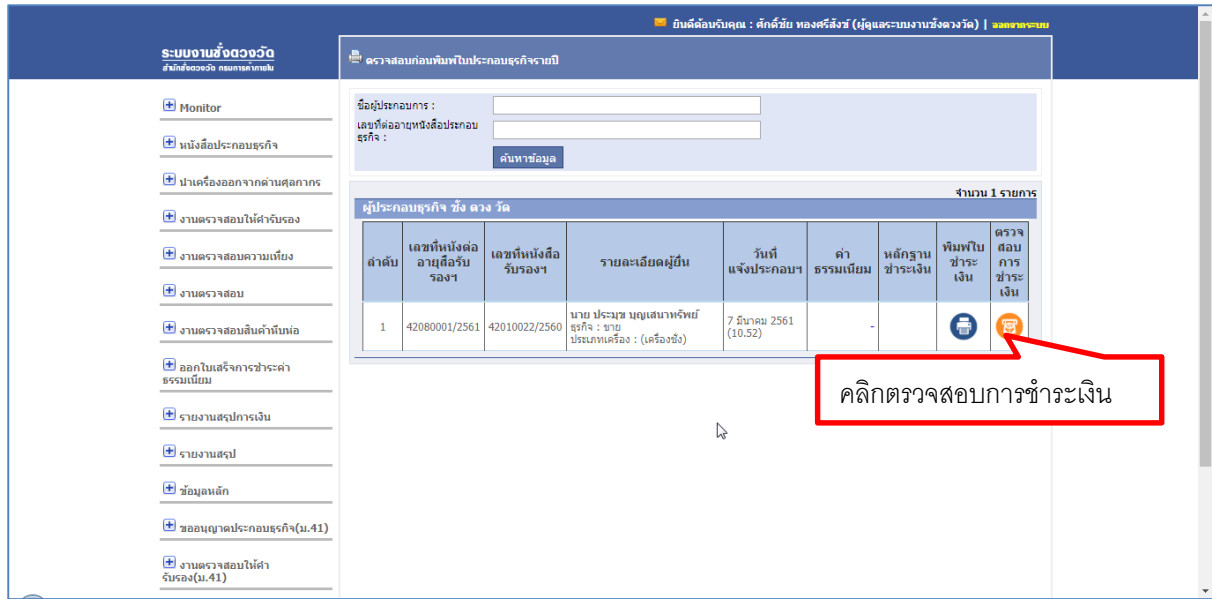 ยินดีต้อนรับคุณ : ศักดิ์ชัย ทองศรีสังข์ (ผู้ดูแลระบบงานชั่งตวงวัด) | ออกจากระบบ
ระบบงานชั่งตวงวัด
สำนักชั่งตวงวัด กรมการค้าภายใน
ตรวจสอบก่อนพิมพ์ใบประกอบธุรกิจรายปี
Monitor
หนังสือประกอบธุรกิจ
นำเครื่องออกจากด่านศุลกากร
งานตรวจสอบให้คำรับรอง
งานตรวจสอบความเที่ยง
งานตรวจสอบ
งานตรวจสอบสินค้าหีบห่อ
ออกใบเสร็จการชำระค่า
ธรรมเนียม
รายงานสรุปการเงิน
รายงานสรุป
ข้อมูลหลัก
ขออนุญาตประกอบธุรกิจ(ม.41)
งานตรวจสอบให้คำ
รับรอง(ม.41)
ชื่อผู้ประกอบการ :
เลขที่ต่ออายุหนังสือประกอบ
ธุรกิจ :
ค้นหาข้อมูล
จำนวน 1 รายการ
ผู้ประกอบธุรกิจ ชั่ง ตวง วัด
ลำดับ
เลขที่หนังต่อ
อายุสือรับ
รองฯ
เลขที่หนังสือ
รับรองฯ
รายละเอียดผู้ยื่น
วันที่
แจ้งประกอบฯ
ค่า
ธรรมเนียม
หลักฐาน
ชำระเงิน
พิมพ์ใบ
ชำระ
เงิน
ตรวจ
สอบ
การ
ชำระ
เงิน
1
42080001/2561
42010022/2560
นาย ประมุข บุญเสนาทรัพย์
ธุรกิจ : ขาย
ประเภทเครื่อง : (เครื่องชั่ง)
7 มีนาคม 2561
(10.52)
-
คลิกตรวจสอบการชำระเงิน